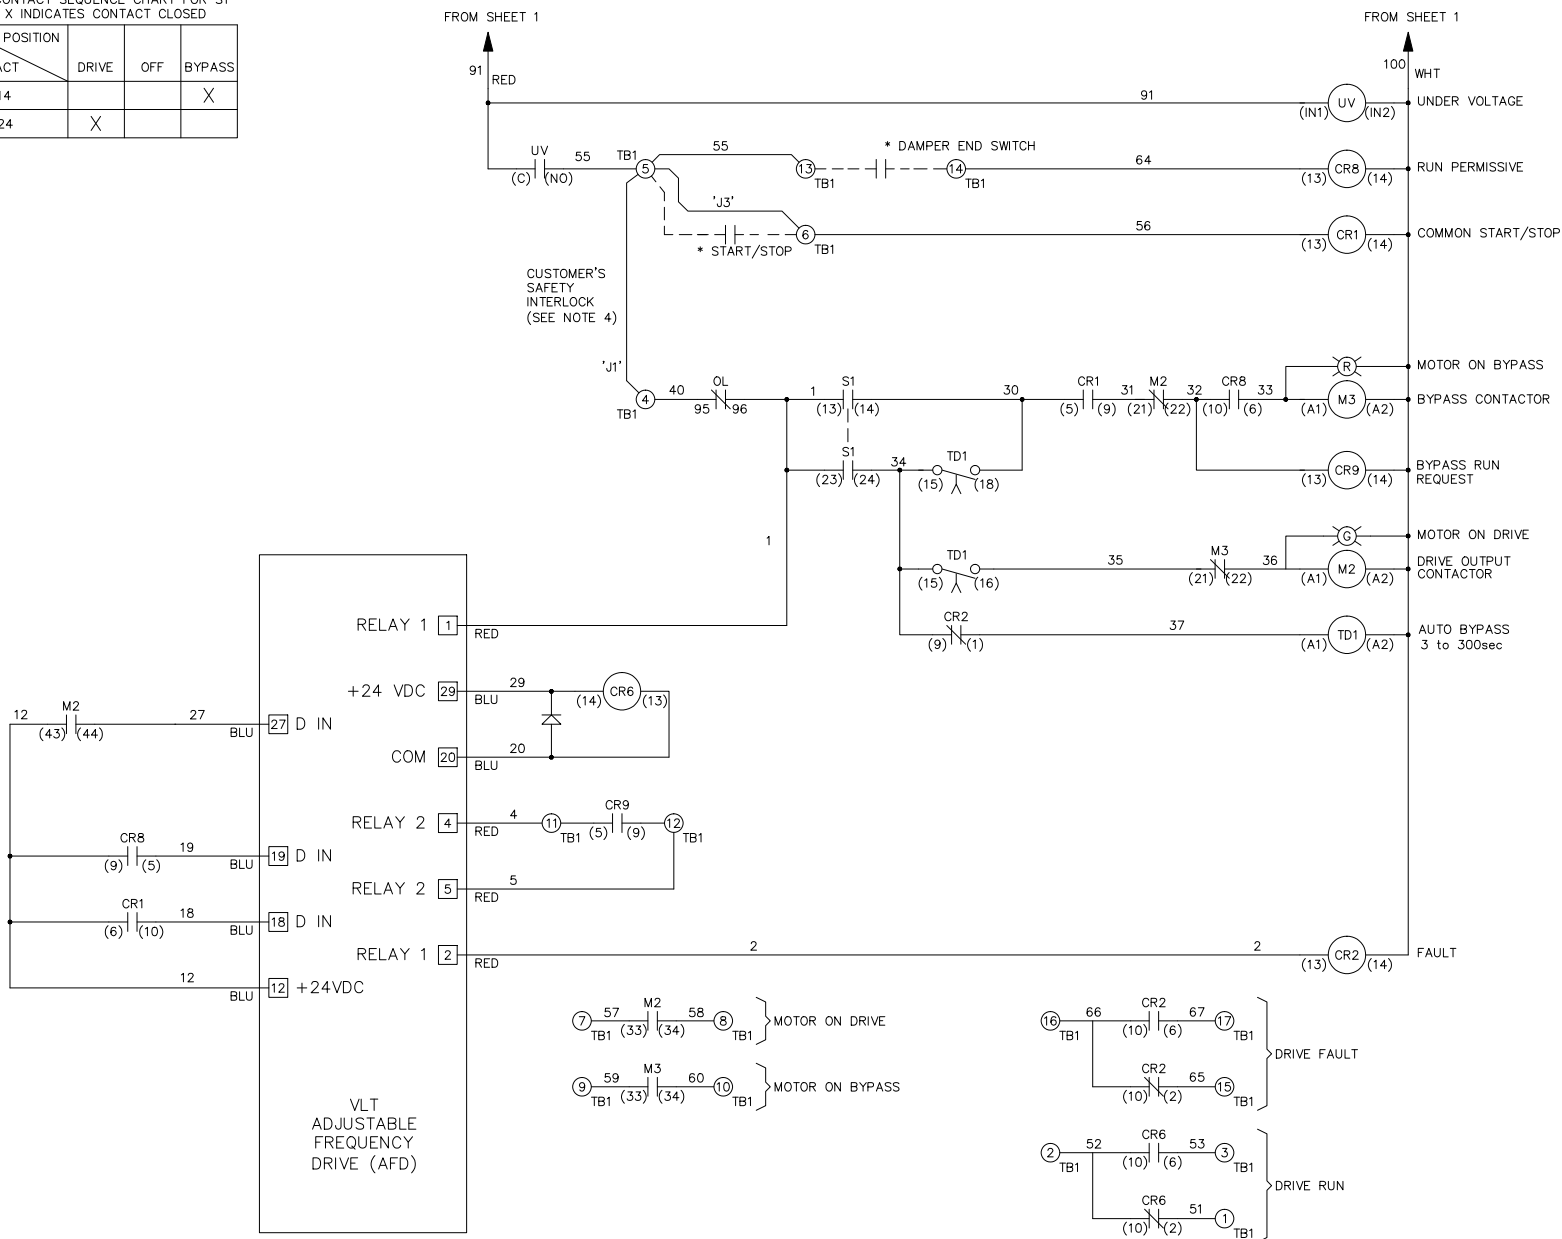 CONTACT SEQUENCE CHART FOR S1
X INDICATES CONTACT CLOSED
POSITION
ACT DRIVE OFF BYPASS
14 X
24 X
FROM SHEET 1 FROM SHEET 1
91 RED 100 WHT
91 (IN1) UV (IN2) UNDER VOLTAGE
UV 55 TB1 55 * DAMPER END SWITCH 64
(C) (NO) 5 13 TB1 14 TB1 (13) CR8 (14) RUN PERMISSIVE
'J3'
* START/STOP 6 TB1 56 (13) CR1 (14) COMMON START/STOP
CUSTOMER'S
SAFETY
INTERLOCK
(SEE NOTE 4)
'J1'
R MOTOR ON BYPASS
4 TB1 40 OL 95 96 1 S1 (13) (14) 30 CR1 (5) (9) 31 M2 (21) (22) 32 CR8 (10) (6) 33 (A1) M3 (A2) BYPASS CONTACTOR
S1 (23) (24) 34 TD1 (15) (18) (13) CR9 (14) BYPASS RUN
REQUEST
1
G MOTOR ON DRIVE
TD1 (15) (16) 35 M3 (21) (22) 36 (A1) M2 (A2) DRIVE OUTPUT
CONTACTOR
CR2 (9) (1) 37 (A1) TD1 (A2) AUTO BYPASS
3 to 300sec
RELAY 1 1 RED
+24 VDC 29 BLU 29 (14) CR6 (13)
12 M2 (43) (44) 27 BLU 27 D IN
COM 20 BLU 20
RELAY 2 4 RED 4 11 TB1 CR9 (5) (9) 12 TB1
CR8 (9) (5) 19 BLU 19 D IN
RELAY 2 5 RED 5
CR1 (6) (10) 18 BLU 18 D IN
RELAY 1 2 RED 2 2 (13) CR2 (14) FAULT
12 BLU 12 +24VDC
7 TB1 57 M2 (33) (34) 58 8 TB1 MOTOR ON DRIVE
9 TB1 59 M3 (33) (34) 60 10 TB1 MOTOR ON BYPASS
16 TB1 66 CR2 (10) (6) 67 17 TB1
DRIVE FAULT
CR2 (10) (2) 65 15 TB1
2 TB1 52 CR6 (10) (6) 53 3 TB1
DRIVE RUN
CR6 (10) (2) 51 1 TB1
VLT
ADJUSTABLE
FREQUENCY
DRIVE (AFD)